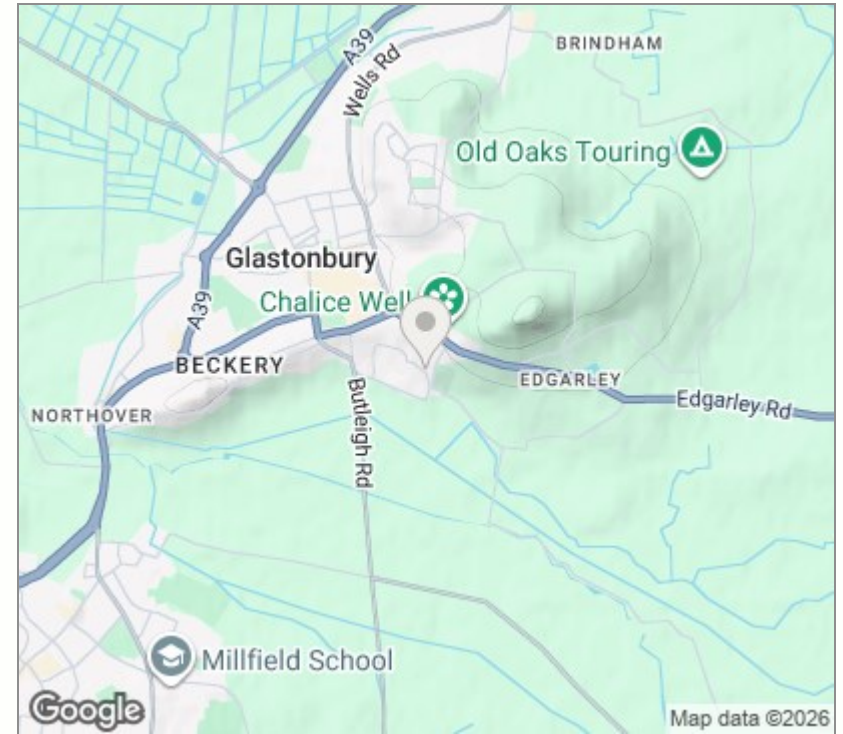 A39
Wells Rd
BRINDHAM
Old Oaks Touring
Glastonbury
Chalice Well
A39
BECKERY
EDGARLEY
Edgarley Rd
NORTHOVER
Butleigh Rd
Millfield School
Google
Map data ©2026